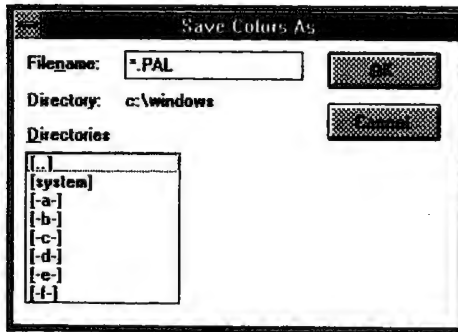 Save Colors As
Filename: *.PAL
OK
Directory: c:\windows
Cancel
Directories
[..]
[system]
[-a-]
[-b-]
[-c-]
[-d-]
[-e-]
[-f-]